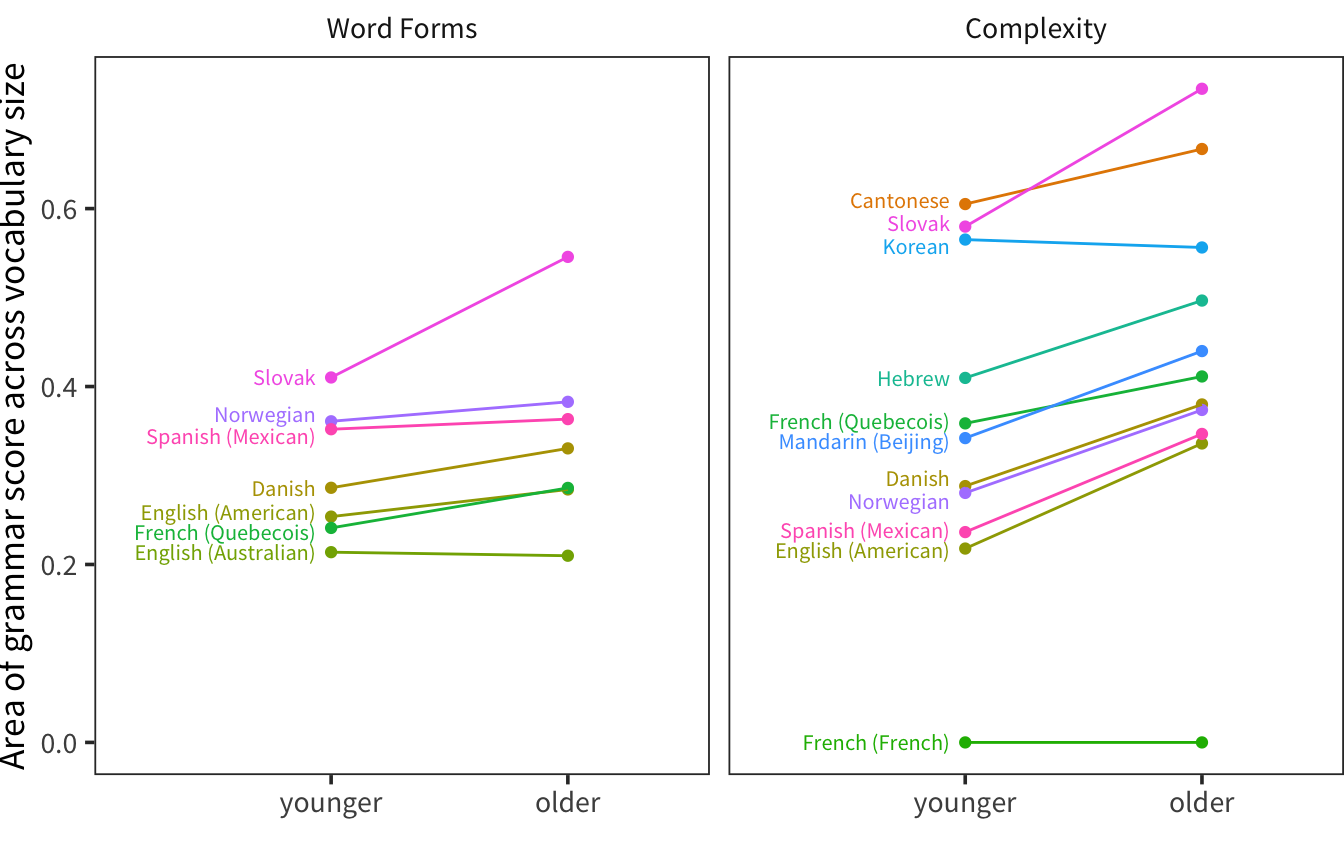 Word Forms
Complexity
Area of grammar score across vocabulary size
0.6
0.4
0.2
0.0
Slovak
Norwegian
Spanish (Mexican)
Danish
English (American)
French (Quebecois)
English (Australian)
younger
older
Cantonese
Slovak
Korean
Hebrew
French (Quebecois)
Mandarin (Beijing)
Danish
Norwegian
Spanish (Mexican)
English (American)
French (French)
younger
older